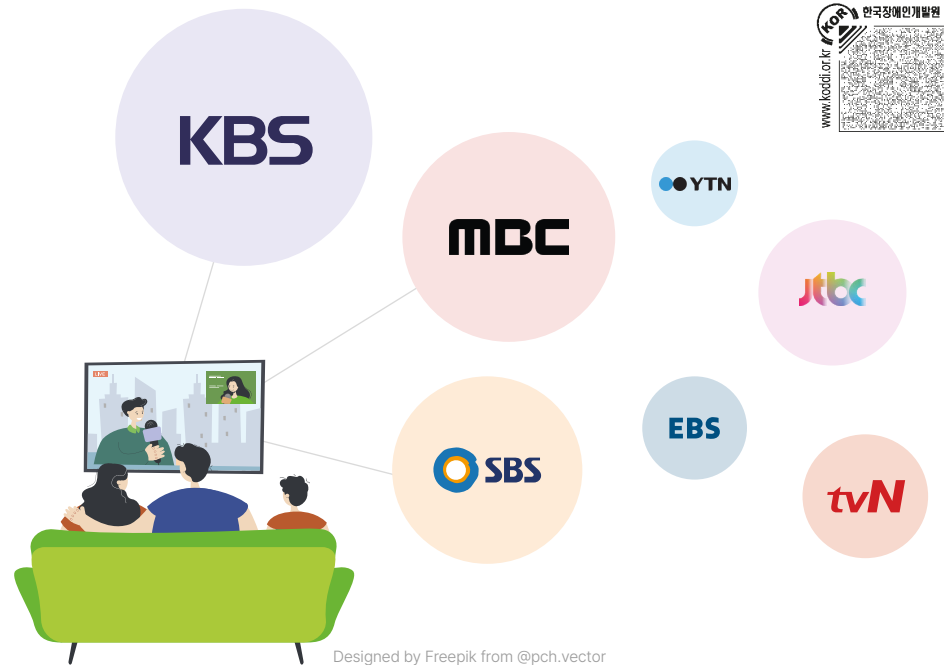 한국장애인개발원
KOR
www.koddi.or.kr
KBS
MBC
YTN
jtbc
LIVE
EBS
SBS
tvN
Designed by Freepik from @pch.vector